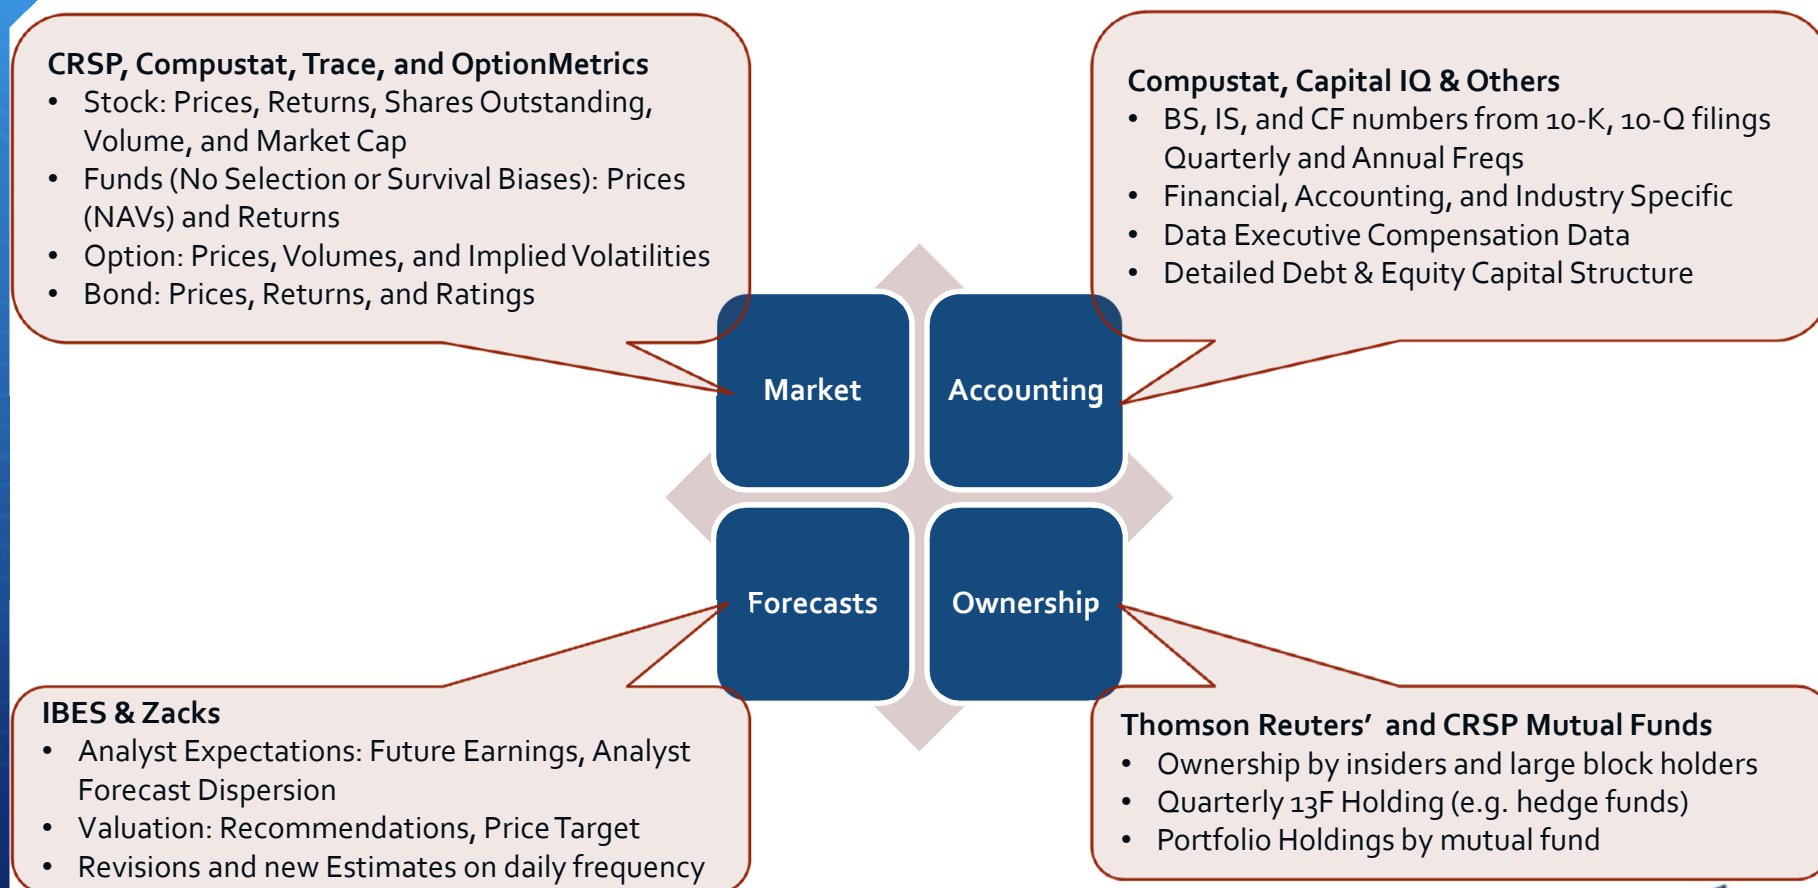 CRSP, Compustat, Trace, and OptionMetrics
• Stock: Prices, Returns, Shares Outstanding,
Volume, and Market Cap
• Funds (No Selection or Survival Biases): Prices
(NAVs) and Returns
• Option: Prices, Volumes, and Implied Volatilities
• Bond: Prices, Returns, and Ratings
Compustat, Capital IQ & Others
• BS, IS, and CF numbers from 10-K, 10-Q filings
Quarterly and Annual Freqs
• Financial, Accounting, and Industry Specific
• Data Executive Compensation Data
• Detailed Debt & Equity Capital Structure
Market
Accounting
Forecasts
Ownership
IBES & Zacks
• Analyst Expectations: Future Earnings, Analyst
Forecast Dispersion
• Valuation: Recommendations, Price Target
• Revisions and new Estimates on daily frequency
Thomson Reuters’ and CRSP Mutual Funds
• Ownership by insiders and large block holders
• Quarterly 13F Holding (e.g. hedge funds)
• Portfolio Holdings by mutual fund